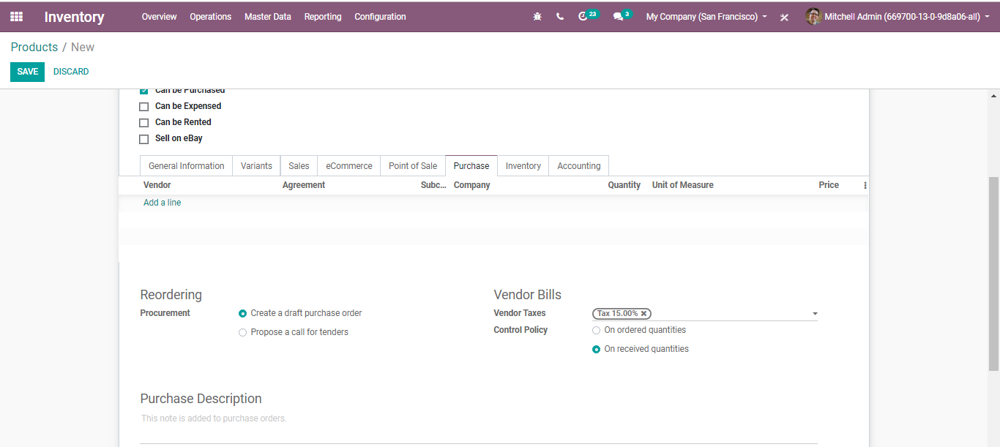 Inventory Overview Operations Master Data Reporting Configuration 23 3 My Company (San Francisco) Mitchell Admin (669700-13-0-9d8a06-all)
Products / New
SAVE DISCARD
Can be Purchased
Can be Expensed
Can be Rented
Sell on eBay
General Information Variants Sales eCommerce Point of Sale Purchase Inventory Accounting
Vendor Agreement Subc... Company Quantity Unit of Measure Price
Add a line
Reordering Vendor Bills
Procurement Create a draft purchase order Vendor Taxes Tax 15.00%
Propose a call for tenders Control Policy On ordered quantities
On received quantities
Purchase Description
This note is added to purchase orders.